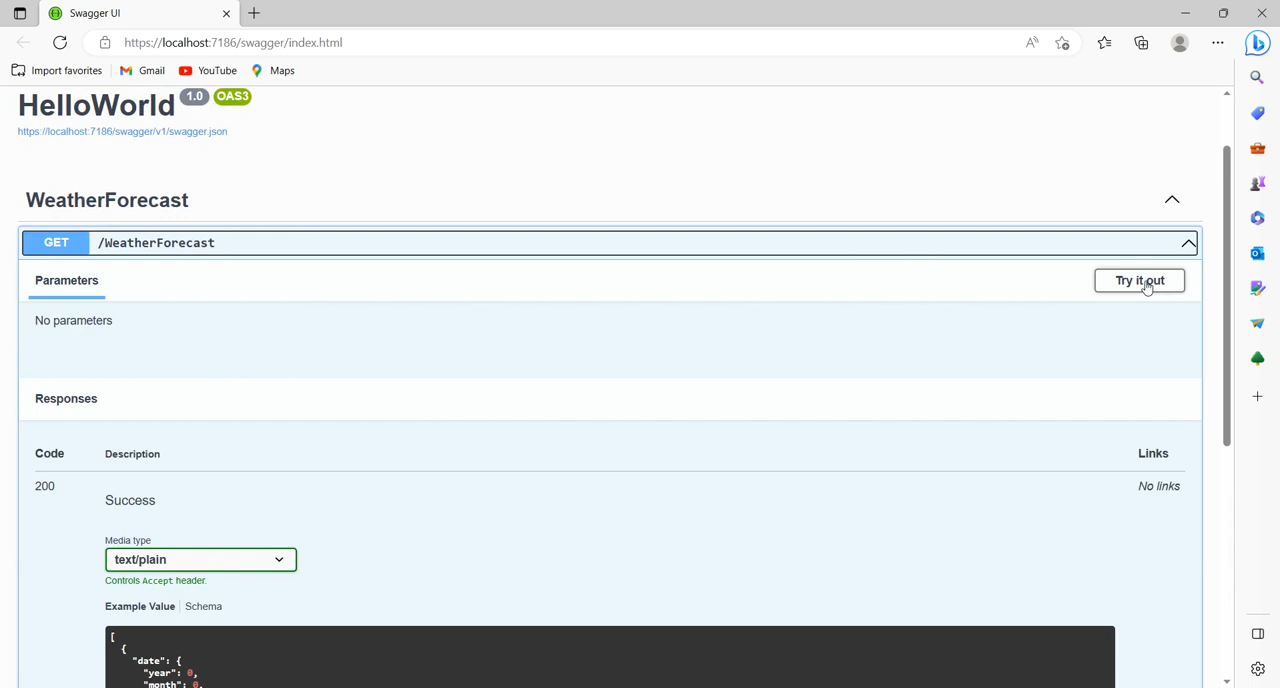 Swagger UI
https://localhost:7186/swagger/index.html
Import favorites
Gmail
YouTube
Maps
HelloWorld 1.0 OAS3
https://localhost:7186/swagger/v1/swagger.json
WeatherForecast
GET /WeatherForecast
Parameters
Try it out
No parameters
Responses
Code Description Links
200 Success No links
Media type
text/plain
Controls Accept header.
Example Value Schema
[
{
"date": {
"year": 0,
"month": 0,